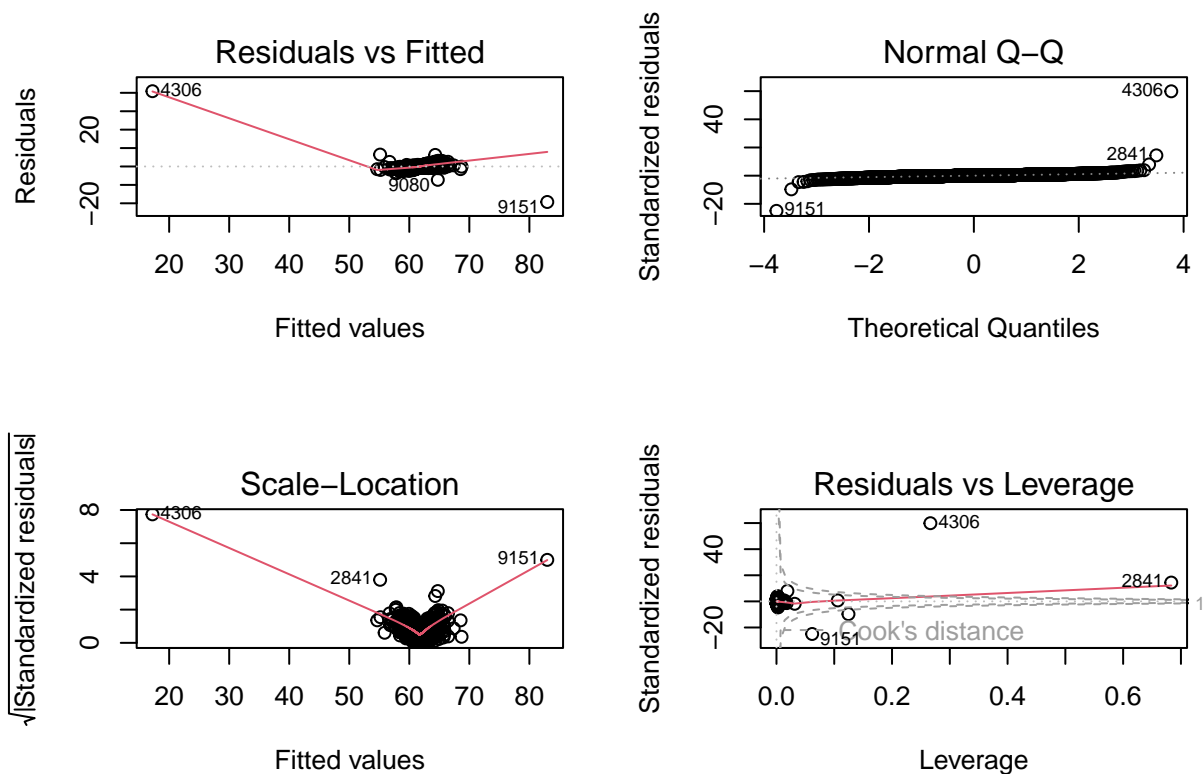 Residuals vs Fitted
Residuals
−20
20
4306
9080
9151
20 30 40 50 60 70 80
Fitted values
Normal Q−Q
Standardized residuals
−20
40
4306
2841
9151
−4 −2 0 2 4
Theoretical Quantiles
Scale−Location
√|Standardized residuals|
0 4 8
4306
2841
9151
20 30 40 50 60 70 80
Fitted values
Residuals vs Leverage
Standardized residuals
−20
40
4306
2841
9151
Cook's distance
1
0.0 0.2 0.4 0.6
Leverage